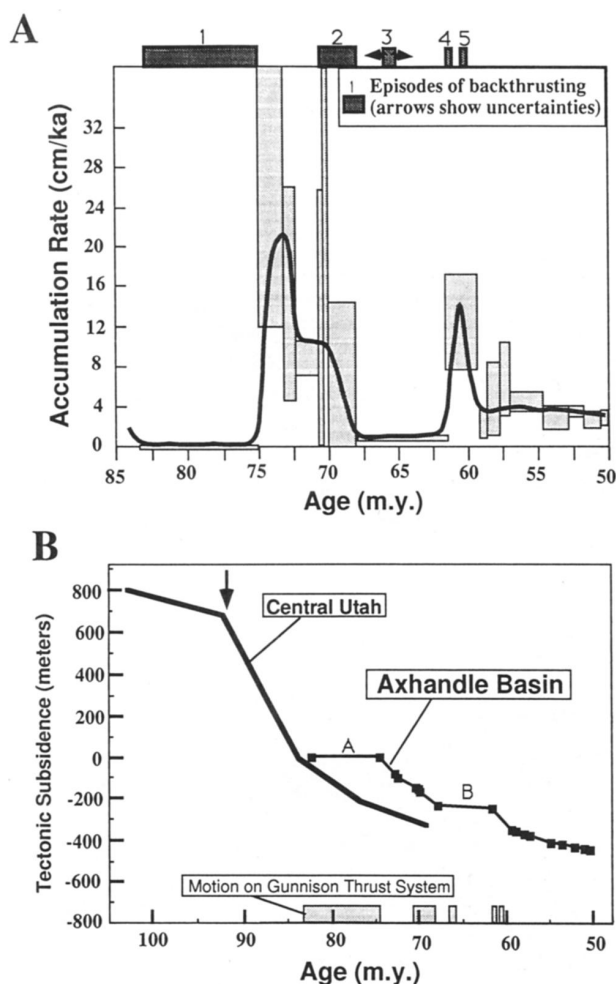 A
1 2 3 4 5
1 Episodes of backthrusting
(arrows show uncertainties)
Accumulation Rate (cm/ka)
32
28
24
20
16
12
8
4
0
85 80 75 70 65 60 55 50
Age (m.y.)
B
Tectonic Subsidence (meters)
800
600
400
200
0
-200
-400
-600
-800
Central Utah
Axhandle Basin
A
B
Motion on Gunnison Thrust System
100 90 80 70 60 50
Age (m.y.)